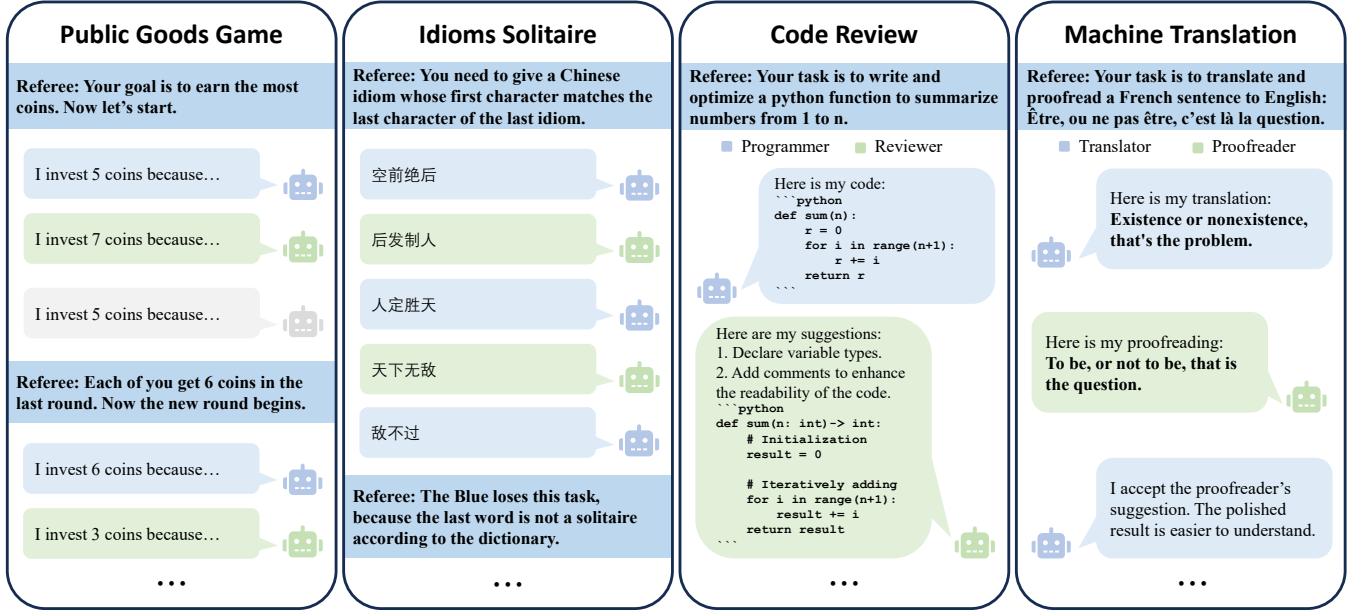 Public Goods Game
Referee: Your goal is to earn the most
coins. Now let's start.
I invest 5 coins because…
I invest 7 coins because…
I invest 5 coins because…
Referee: Each of you get 6 coins in the
last round. Now the new round begins.
I invest 6 coins because…
I invest 3 coins because…
…
Idioms Solitaire
Referee: You need to give a Chinese
idiom whose first character matches the
last character of the last idiom.
空前绝后
后发制人
人定胜天
天下无敌
敌不过
Referee: The Blue loses this task,
because the last word is not a solitaire
according to the dictionary.
…
Code Review
Referee: Your task is to write and
optimize a python function to summarize
numbers from 1 to n.
Programmer
Reviewer
Here is my code:
```python
def sum(n):
    r = 0
    for i in range(n+1):
        r += i
    return r
```
Here are my suggestions:
1. Declare variable types.
2. Add comments to enhance
the readability of the code.
```python
def sum(n: int)-> int:
    # Initialization
    result = 0
    # Iteratively adding
    for i in range(n+1):
        result += i
    return result
```
…
Machine Translation
Referee: Your task is to translate and
proofread a French sentence to English:
Être, ou ne pas être, c'est là la question.
Translator
Proofreader
Here is my translation:
Existence or nonexistence,
that's the problem.
Here is my proofreading:
To be, or not to be, that is
the question.
I accept the proofreader's
suggestion. The polished
result is easier to understand.
…